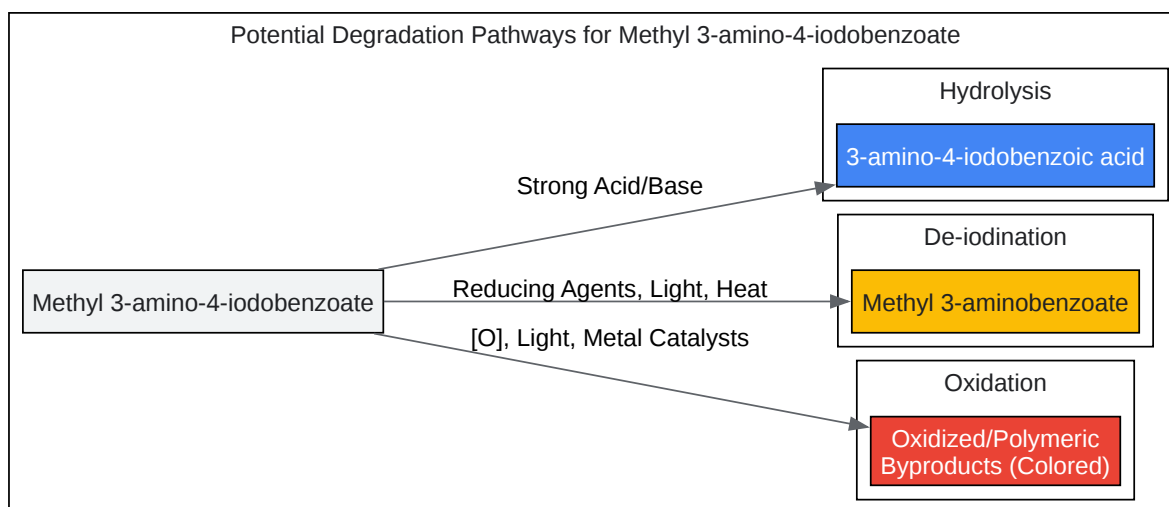 Potential Degradation Pathways for Methyl 3-amino-4-iodobenzoate
Hydrolysis
3-amino-4-iodobenzoic acid
Strong Acid/Base
De-iodination
Methyl 3-amino-4-iodobenzoate
Reducing Agents, Light, Heat
Methyl 3-aminobenzoate
[O], Light, Metal Catalysts
Oxidation
Oxidized/Polymeric
Byproducts (Colored)